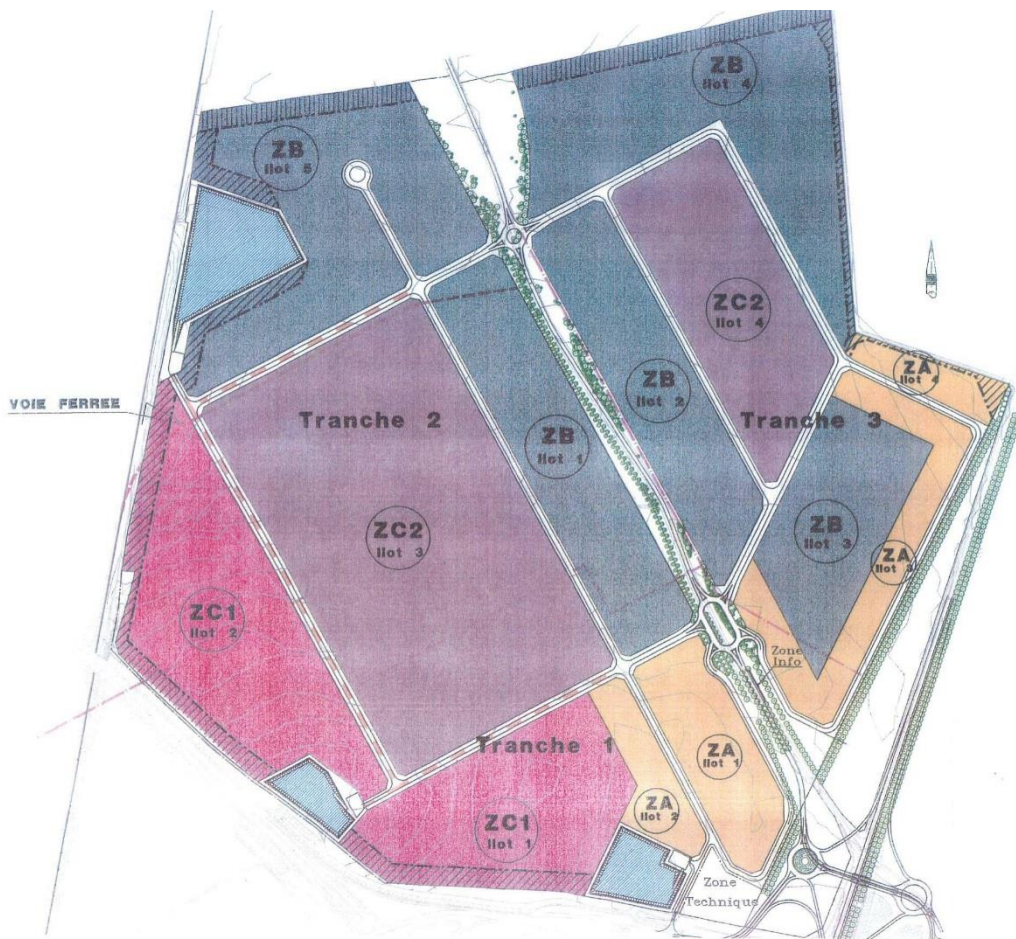 ZB
Ilot 4
ZB
Ilot 5
ZC2
Ilot 4
ZA
Ilot 4
VOIE FERREE
Tranche 2
ZB
Ilot 2
Tranche 3
ZB
Ilot 1
ZC2
Ilot 3
ZB
Ilot 3
ZA
Ilot 3
ZC1
Ilot 2
Zone
Info
Tranche 1
ZA
Ilot 1
ZA
Ilot 2
ZC1
Ilot 1
Zone
Technique